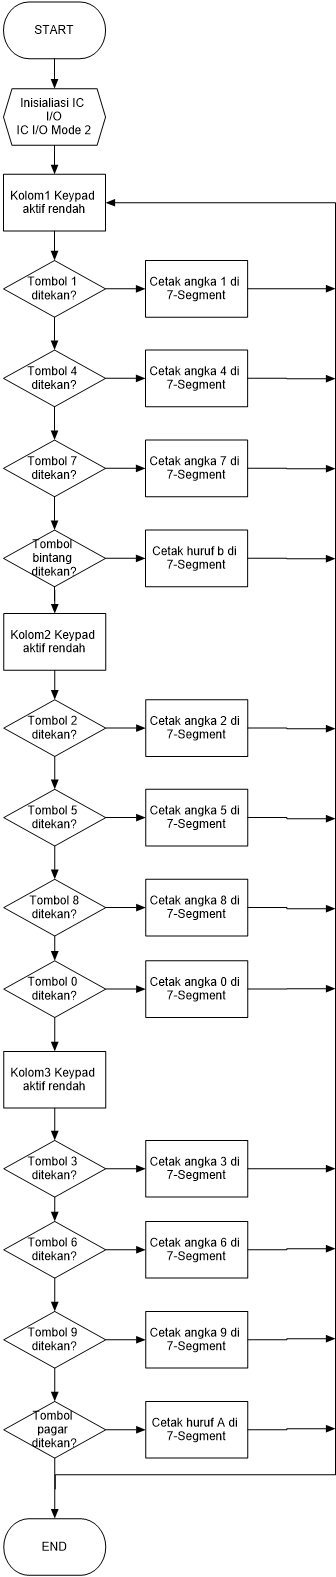 START
Inisialiasi IC
I/O
IC I/O Mode 2
Kolom1 Keypad
aktif rendah
Tombol 1
ditekan?
Cetak angka 1 di
7-Segment
Tombol 4
ditekan?
Cetak angka 4 di
7-Segment
Tombol 7
ditekan?
Cetak angka 7 di
7-Segment
Tombol
bintang
ditekan?
Cetak huruf b di
7-Segment
Kolom2 Keypad
aktif rendah
Tombol 2
ditekan?
Cetak angka 2 di
7-Segment
Tombol 5
ditekan?
Cetak angka 5 di
7-Segment
Tombol 8
ditekan?
Cetak angka 8 di
7-Segment
Tombol 0
ditekan?
Cetak angka 0 di
7-Segment
Kolom3 Keypad
aktif rendah
Tombol 3
ditekan?
Cetak angka 3 di
7-Segment
Tombol 6
ditekan?
Cetak angka 6 di
7-Segment
Tombol 9
ditekan?
Cetak angka 9 di
7-Segment
Tombol
pagar
ditekan?
Cetak huruf A di
7-Segment
END